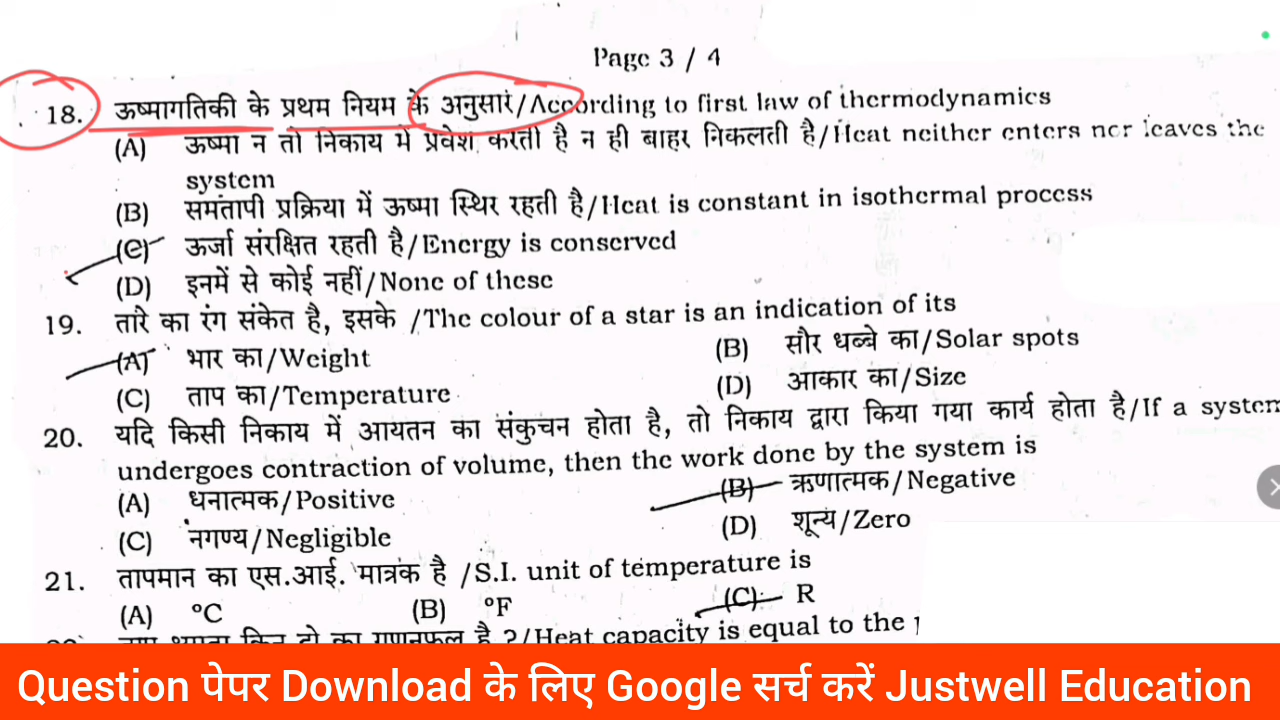 Page 3 / 4
18. ऊष्मागतिकी के प्रथम नियम के अनुसार/According to first law of thermodynamics
(A) ऊष्मा न तो निकाय में प्रवेश करती है न ही बाहर निकलती है/Heat neither enters nor leaves the
system
(B) समतापी प्रक्रिया में ऊष्मा स्थिर रहती है/Heat is constant in isothermal process
(C) ऊर्जा संरक्षित रहती है/Energy is conserved
(D) इनमें से कोई नहीं/None of these
19. तारे का रंग संकेत है, इसके /The colour of a star is an indication of its
(A) भार का/Weight (B) सौर धब्बे का/Solar spots
(C) ताप का/Temperature (D) आकार का/Size
20. यदि किसी निकाय में आयतन का संकुचन होता है, तो निकाय द्वारा किया गया कार्य होता है/If a system
undergoes contraction of volume, then the work done by the system is
(A) धनात्मक/Positive (B) ऋणात्मक/Negative
(C) नगण्य/Negligible (D) शून्य/Zero
21. तापमान का एस.आई. मात्रक है /S.I. unit of temperature is
(A) °C (B) °F (C) R
का गुणनफल है ?/Heat capacity is equal to the
Question पेपर Download के लिए Google सर्च करें Justwell Education